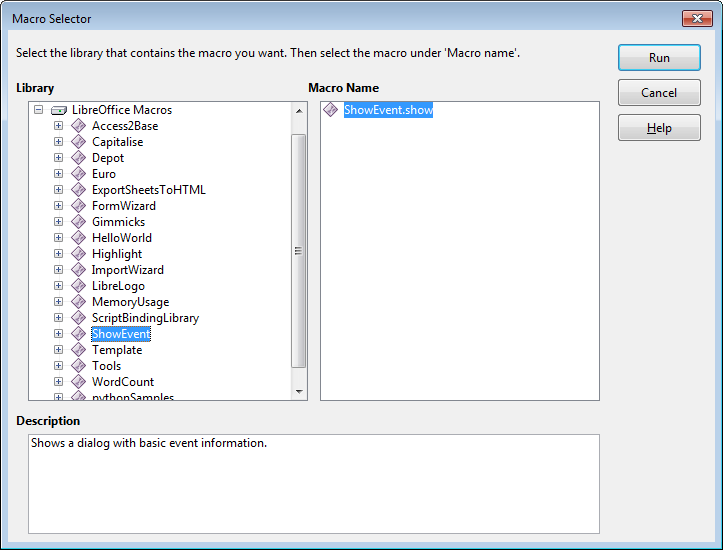 Macro Selector
Select the library that contains the macro you want. Then select the macro under 'Macro name'.
Library
LibreOffice Macros
Access2Base
Capitalise
Depot
Euro
ExportSheetsToHTML
FormWizard
Gimmicks
HelloWorld
Highlight
ImportWizard
LibreLogo
MemoryUsage
ScriptBindingLibrary
ShowEvent
Template
Tools
WordCount
pythonSamples
Macro Name
ShowEvent.show
Run
Cancel
Help
Description
Shows a dialog with basic event information.